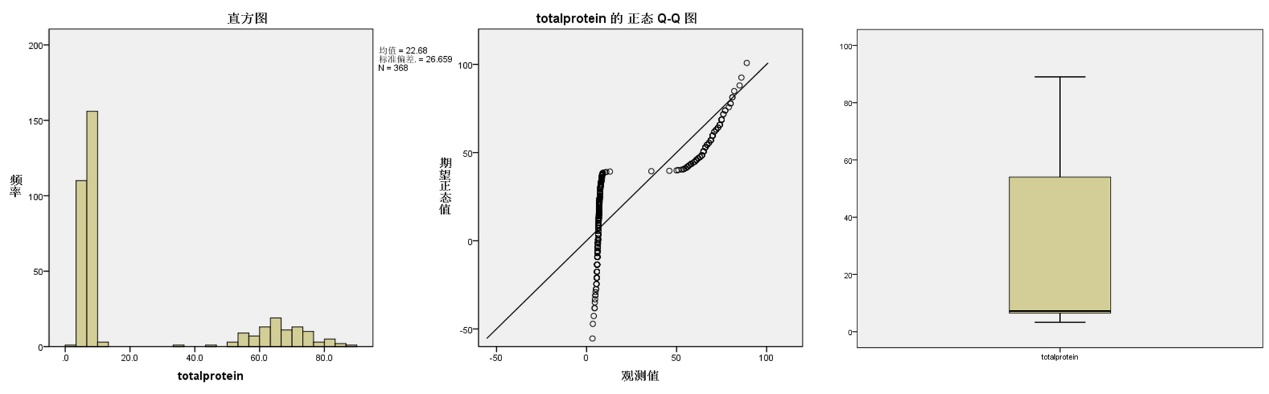 直方图
200
150
100
50
0
频率
.0 20.0 40.0 60.0 80.0
totalprotein
均值 = 22.68
标准偏差. = 26.659
N = 368
totalprotein 的 正态 Q-Q 图
100
50
0
-50
期望正态值
-50 0 50 100
观测值
100
80
60
40
20
0
totalprotein